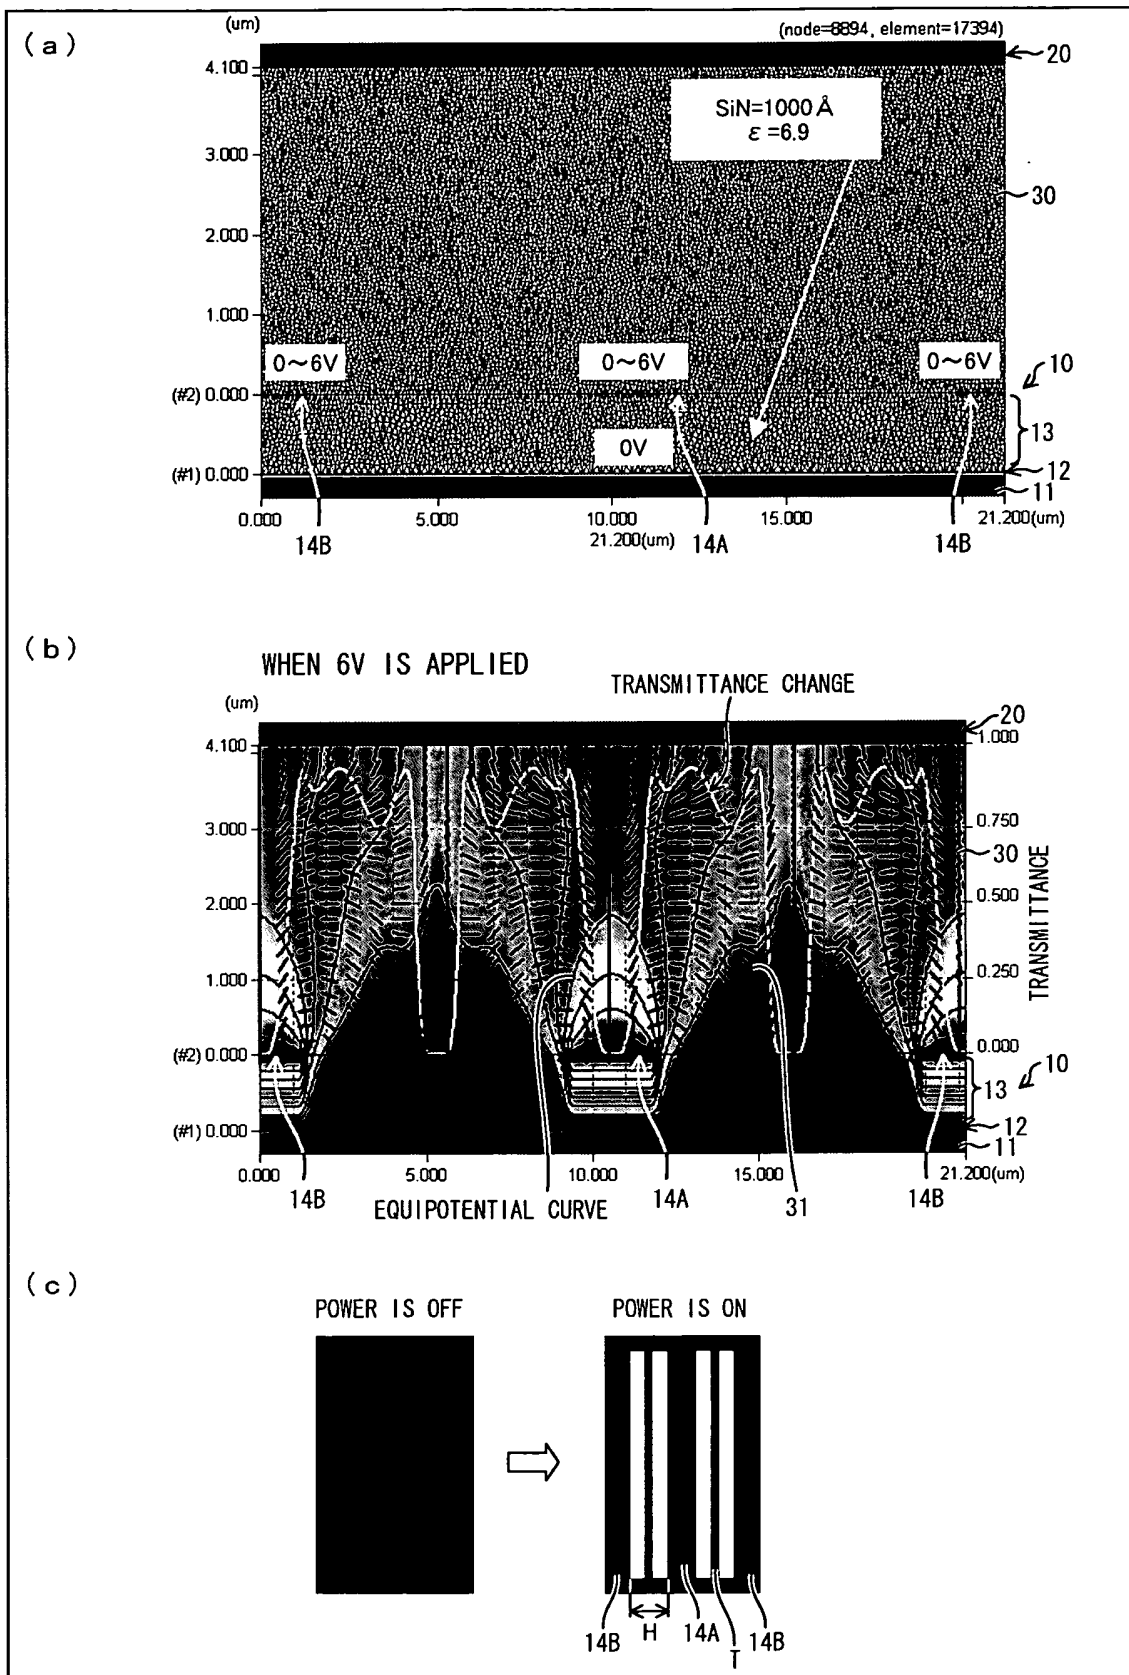 (a)
(um)
(node=8894, element=17394)
20
4.100
SiN=1000Å
ε=6.9
3.000
30
2.000
1.000
0~6V
0~6V
0~6V
10
(#2) 0.000
13
0V
(#1) 0.000
12
11
0.000
5.000
10.000
15.000
21.200(um)
21.200(um)
14B
14A
14B
(b)
WHEN 6V IS APPLIED
TRANSMITTANCE CHANGE
(um)
20
4.100
1.000
3.000
0.750
30
2.000
0.500
TRANSMITTANCE
1.000
0.250
(#2) 0.000
0.000
10
13
(#1) 0.000
12
11
0.000
5.000
10.000
15.000
21.200(um)
14B
EQUIPOTENTIAL CURVE
14A
31
14B
(c)
POWER IS OFF
POWER IS ON
14B
H
14A
T
14B